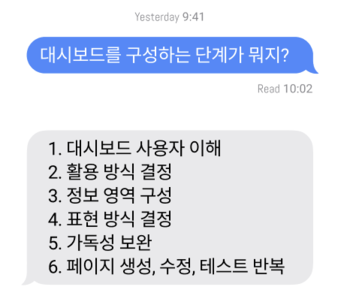 Yesterday 9:41
대시보드를 구성하는 단계가 뭐지?
Read 10:02
1. 대시보드 사용자 이해
2. 활용 방식 결정
3. 정보 영역 구성
4. 표현 방식 결정
5. 가독성 보완
6. 페이지 생성, 수정, 테스트 반복